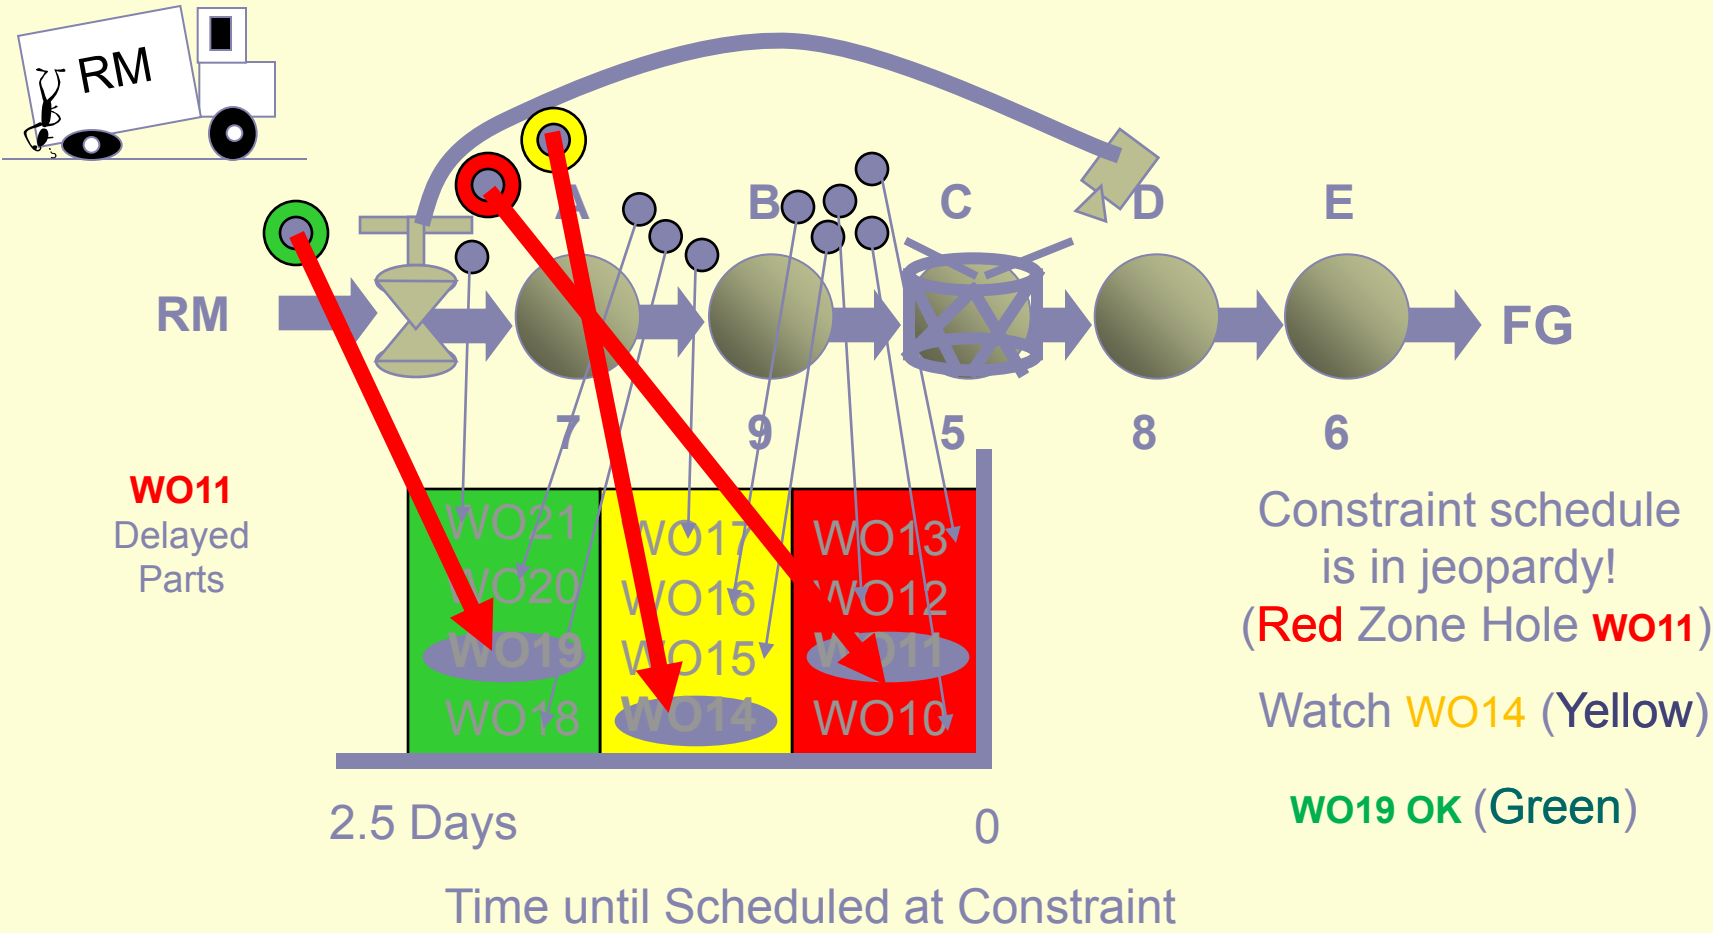 RM
A B C D E
RM
FG
7 9 5 8 6
WO11
Delayed
Parts
WO21
WO20
WO19
WO18
WO17
WO16
WO15
WO14
WO13
WO12
WO11
WO10
Constraint schedule
is in jeopardy!
(Red Zone Hole WO11)
Watch WO14 (Yellow)
WO19 OK (Green)
2.5 Days
0
Time until Scheduled at Constraint